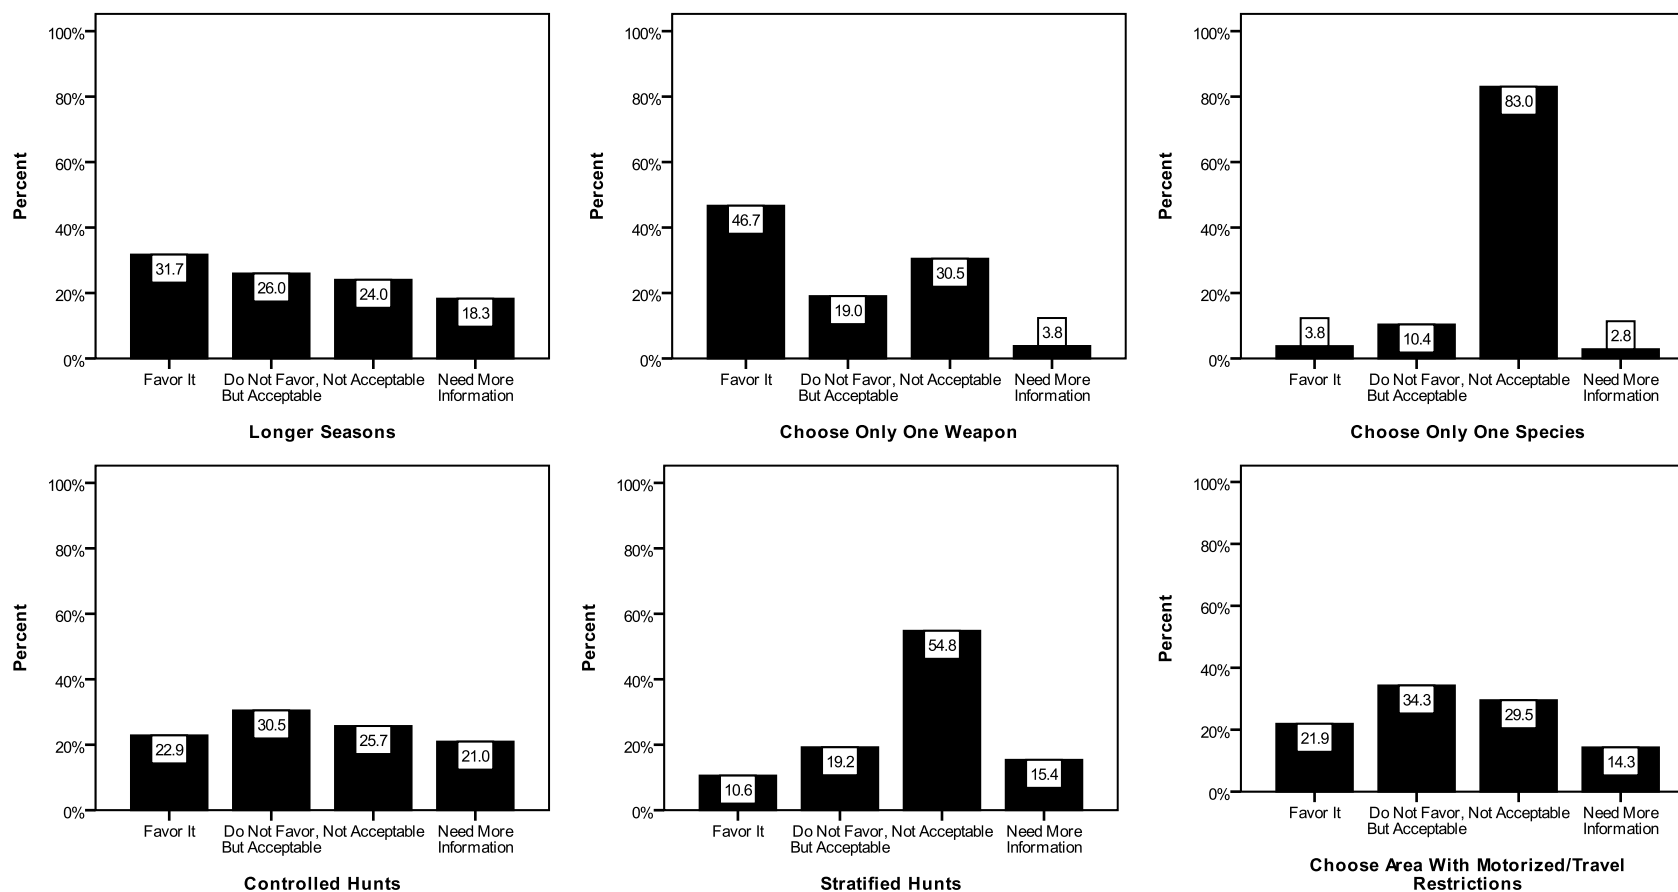 100%
80%
60%
40%
20%
0%
Percent
31.7
26.0
24.0
18.3
Favor It
Do Not Favor,
But Acceptable
Not Acceptable
Need More
Information
Longer Seasons
100%
80%
60%
40%
20%
0%
Percent
46.7
19.0
30.5
3.8
Favor It
Do Not Favor,
But Acceptable
Not Acceptable
Need More
Information
Choose Only One Weapon
100%
80%
60%
40%
20%
0%
Percent
3.8
10.4
83.0
2.8
Favor It
Do Not Favor,
But Acceptable
Not Acceptable
Need More
Information
Choose Only One Species
100%
80%
60%
40%
20%
0%
Percent
22.9
30.5
25.7
21.0
Favor It
Do Not Favor,
But Acceptable
Not Acceptable
Need More
Information
Controlled Hunts
100%
80%
60%
40%
20%
0%
Percent
10.6
19.2
54.8
15.4
Favor It
Do Not Favor,
But Acceptable
Not Acceptable
Need More
Information
Stratified Hunts
100%
80%
60%
40%
20%
0%
Percent
21.9
34.3
29.5
14.3
Favor It
Do Not Favor,
But Acceptable
Not Acceptable
Need More
Information
Choose Area With Motorized/Travel
Restrictions